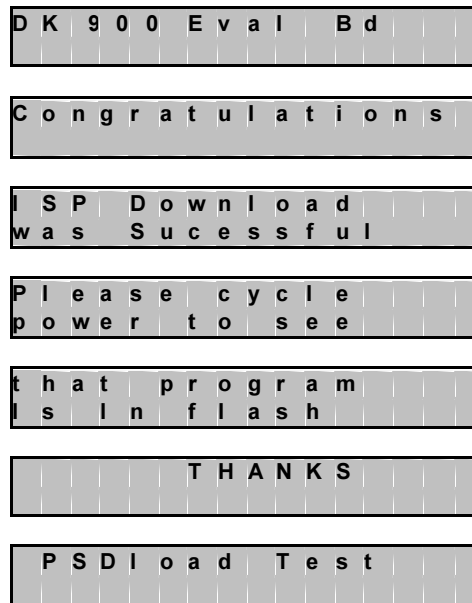 DK 900 Eval Bd
Congratulations
ISP Download
was Sucessful
Please cycle
power to see
that program
Is In flash
THANKS
PSDload Test